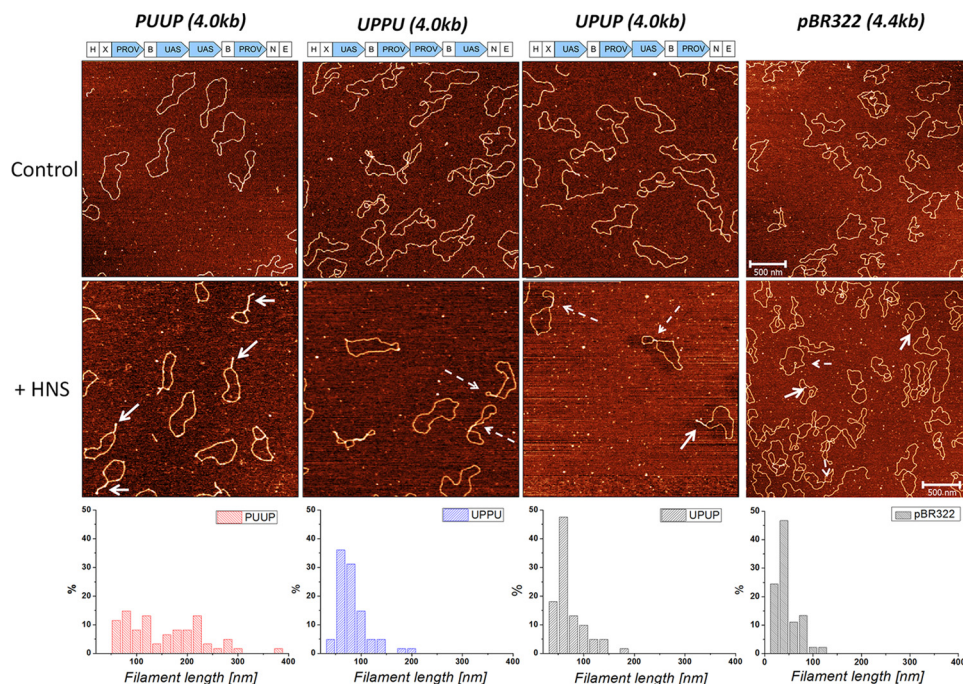 PUUP (4.0kb) UPPU (4.0kb) UPUP (4.0kb) pBR322 (4.4kb)
H X PROV B UAS UAS B PROV N E
H X UAS B PROV PROV B UAS N E
H X UAS B PROV UAS B PROV N E
Control
500 nm
+ HNS
500 nm
PUUP
%
50
40
30
20
10
0
100 200 300 400
Filament length [nm]
UPPU
%
50
40
30
20
10
0
100 200 300 400
Filament length [nm]
UPUP
%
50
40
30
20
10
0
0 100 200 300 400
Filament length [nm]
pBR322
%
50
40
30
20
10
0
0 100 200 300 400
Filament length [nm]